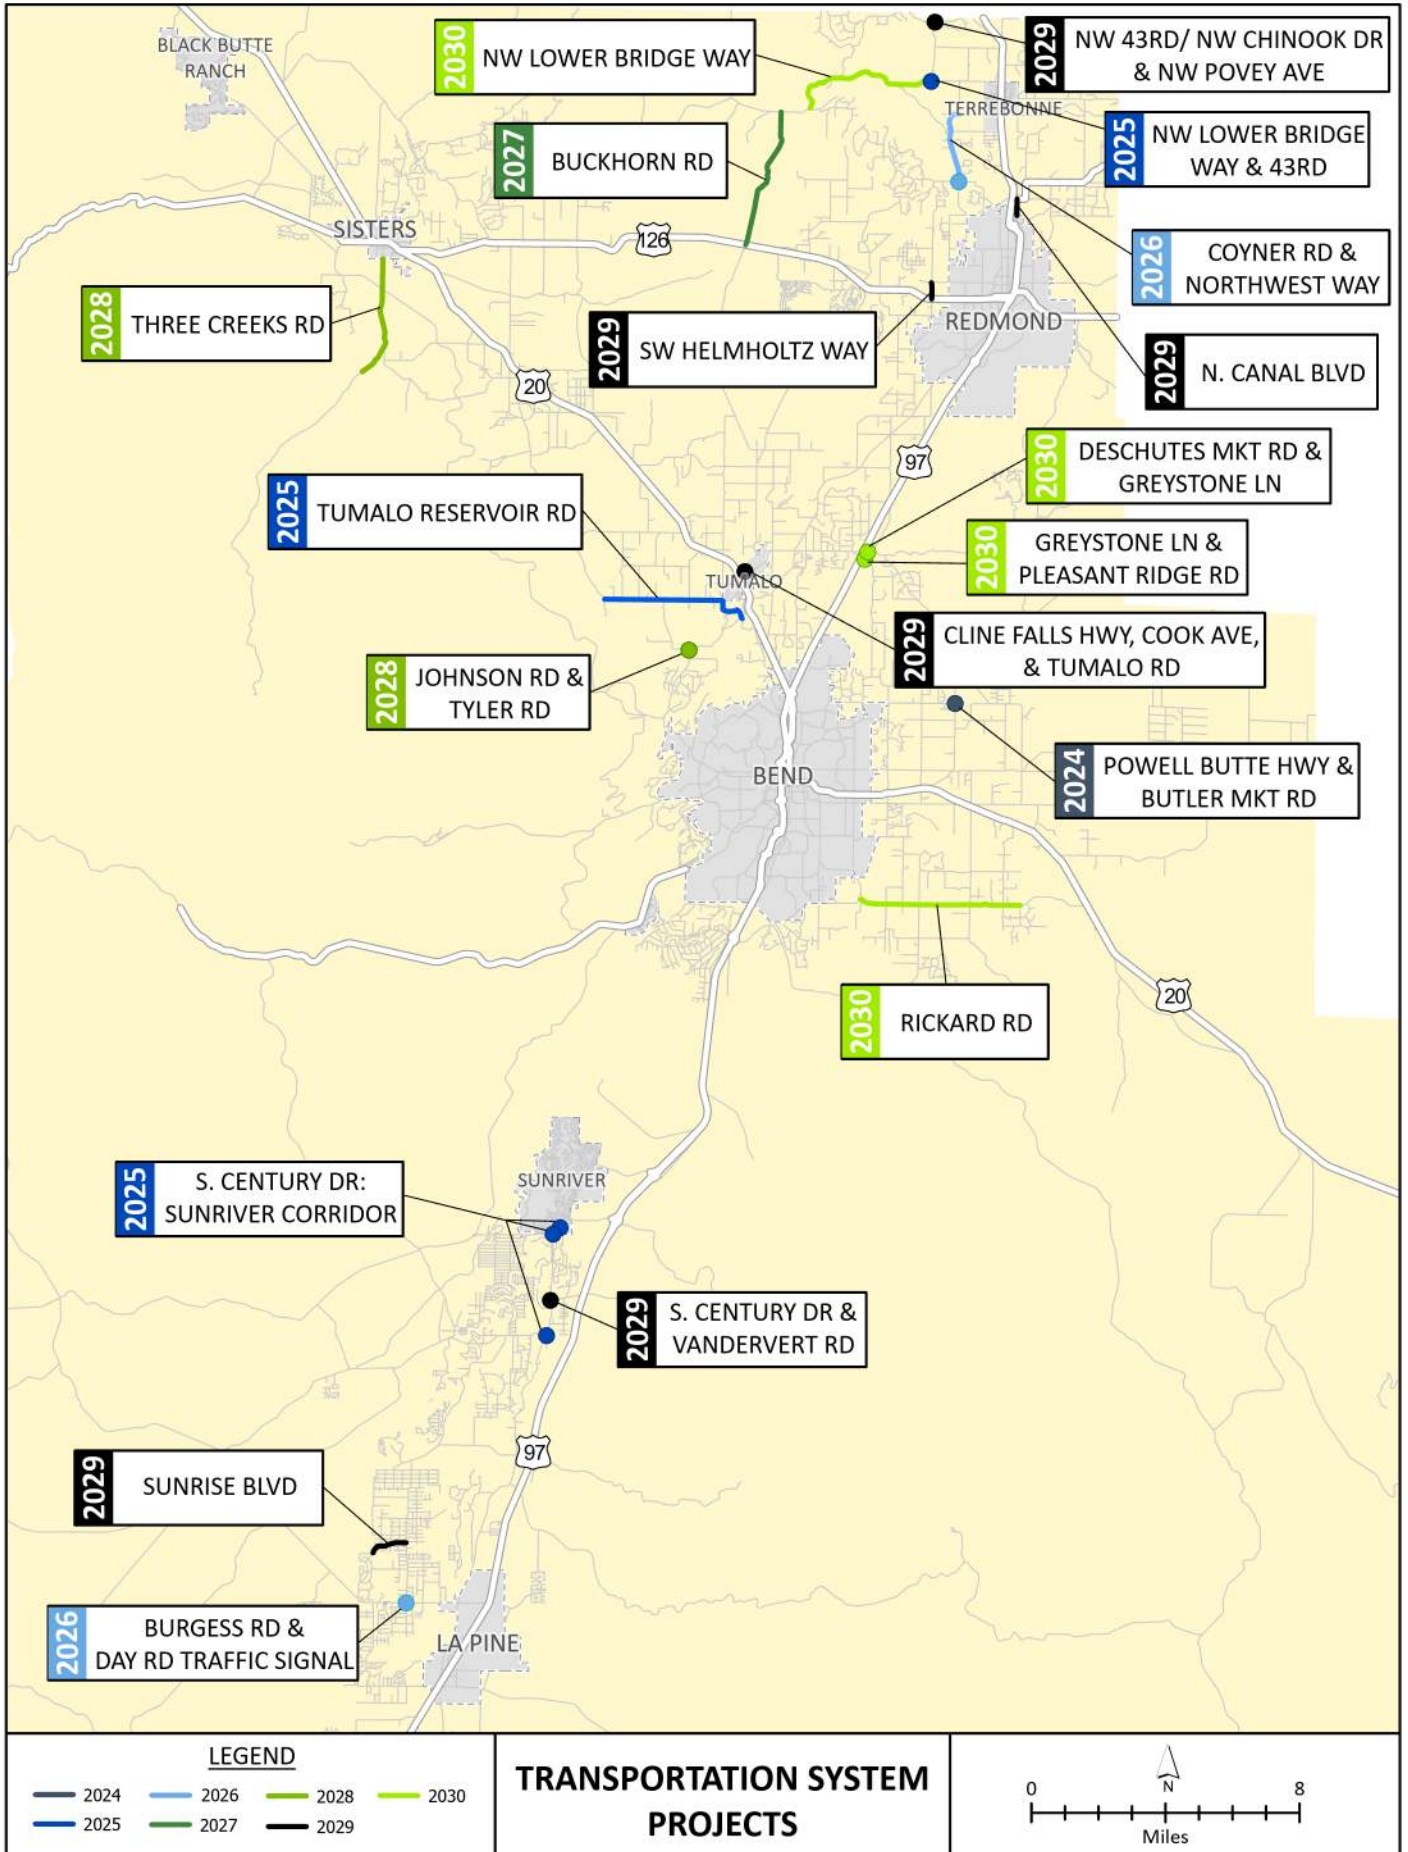 BLACK BUTTE
RANCH
2030
NW LOWER BRIDGE WAY
2029
NW 43RD/ NW CHINOOK DR
& NW POVEY AVE
TERREBONNE
2027
BUCKHORN RD
2025
NW LOWER BRIDGE
WAY & 43RD
SISTERS
126
2026
COYNER RD &
NORTHWEST WAY
2028
THREE CREEKS RD
2029
SW HELMHOLTZ WAY
REDMOND
2029
N. CANAL BLVD
20
97
2030
DESCHUTES MKT RD &
GREYSTONE LN
2025
TUMALO RESERVOIR RD
2030
GREYSTONE LN &
PLEASANT RIDGE RD
TUMALO
2029
CLINE FALLS HWY, COOK AVE,
& TUMALO RD
2028
JOHNSON RD &
TYLER RD
BEND
2024
POWELL BUTTE HWY &
BUTLER MKT RD
20
2030
RICKARD RD
2025
S. CENTURY DR:
SUNRIVER CORRIDOR
SUNRIVER
2029
S. CENTURY DR &
VANDERVERT RD
97
2029
SUNRISE BLVD
2026
BURGESS RD &
DAY RD TRAFFIC SIGNAL
LA PINE
LEGEND
2024
2026
2028
2030
2025
2027
2029
TRANSPORTATION SYSTEM
PROJECTS
N
0
8
Miles